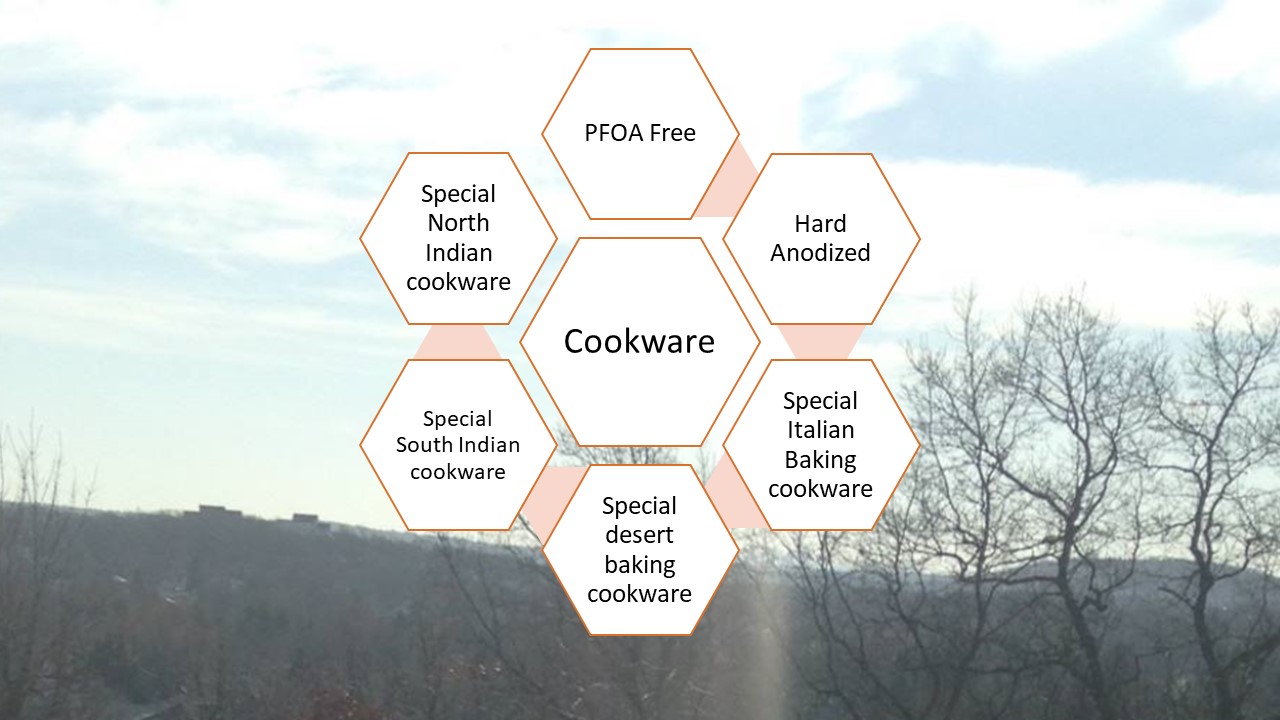 PFOA Free
Special
North
Indian
cookware
Hard
Anodized
Cookware
Special
South Indian
cookware
Special
Italian
Baking
cookware
Special
desert
baking
cookware